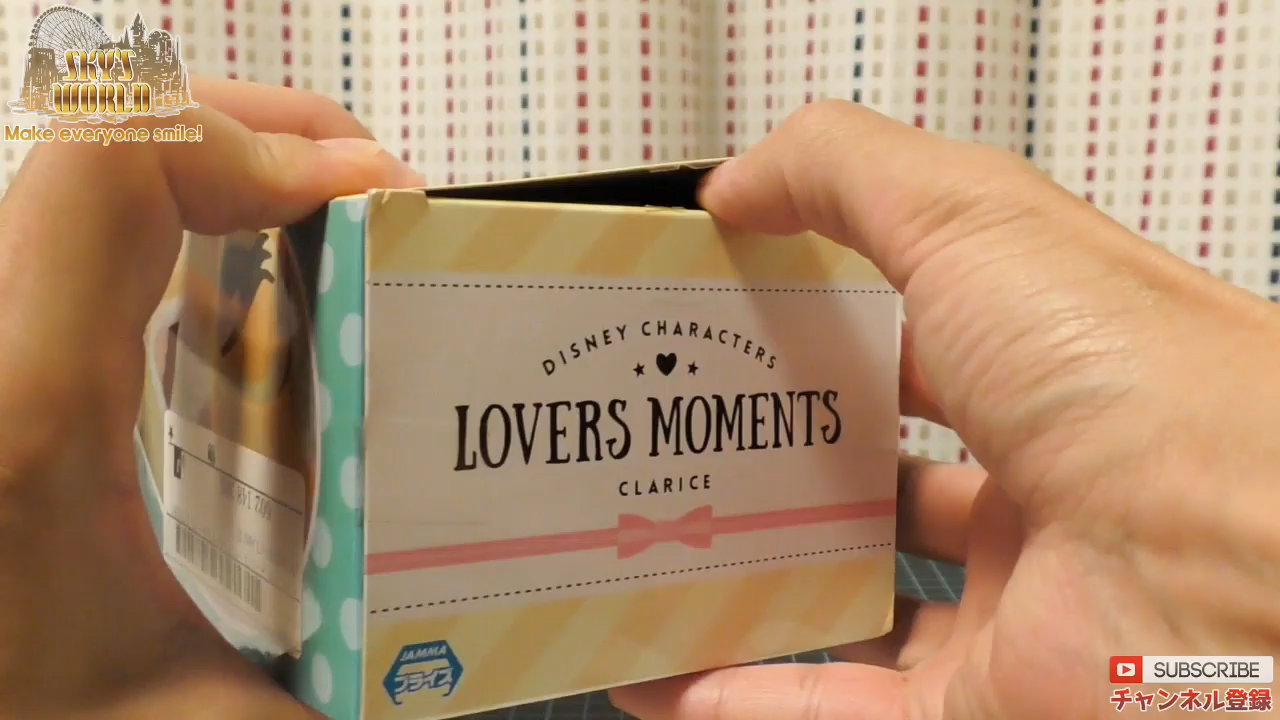 SKY'S
WORLD
Make everyone smile!
DISNEY CHARACTERS
LOVERS MOMENTS
CLARICE
JAMMA
プライズ
SUBSCRIBE
チャンネル登録